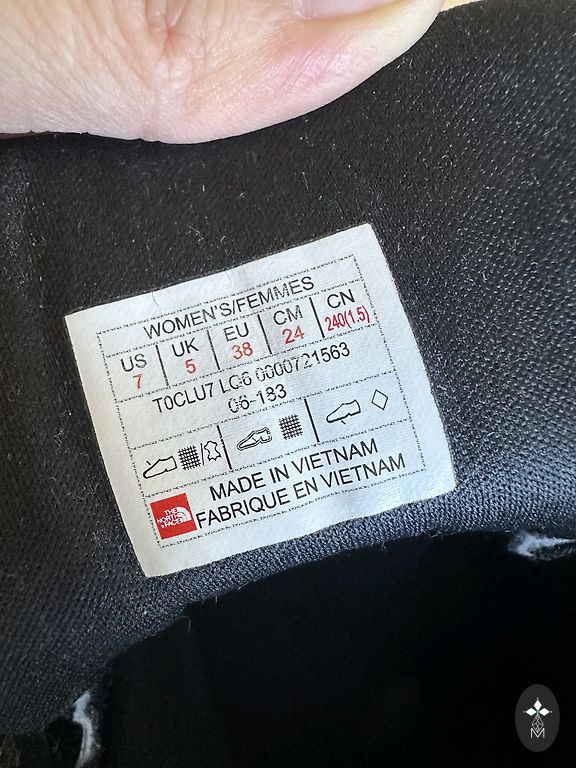 WOMEN'S/FEMMES
US UK EU CM CN
7 5 38 24 240(1.5)
T0CLU7 LQ6 0000721563
06-183
MADE IN VIETNAM
FABRIQUE EN VIETNAM
THE
NORTH
FACE
M